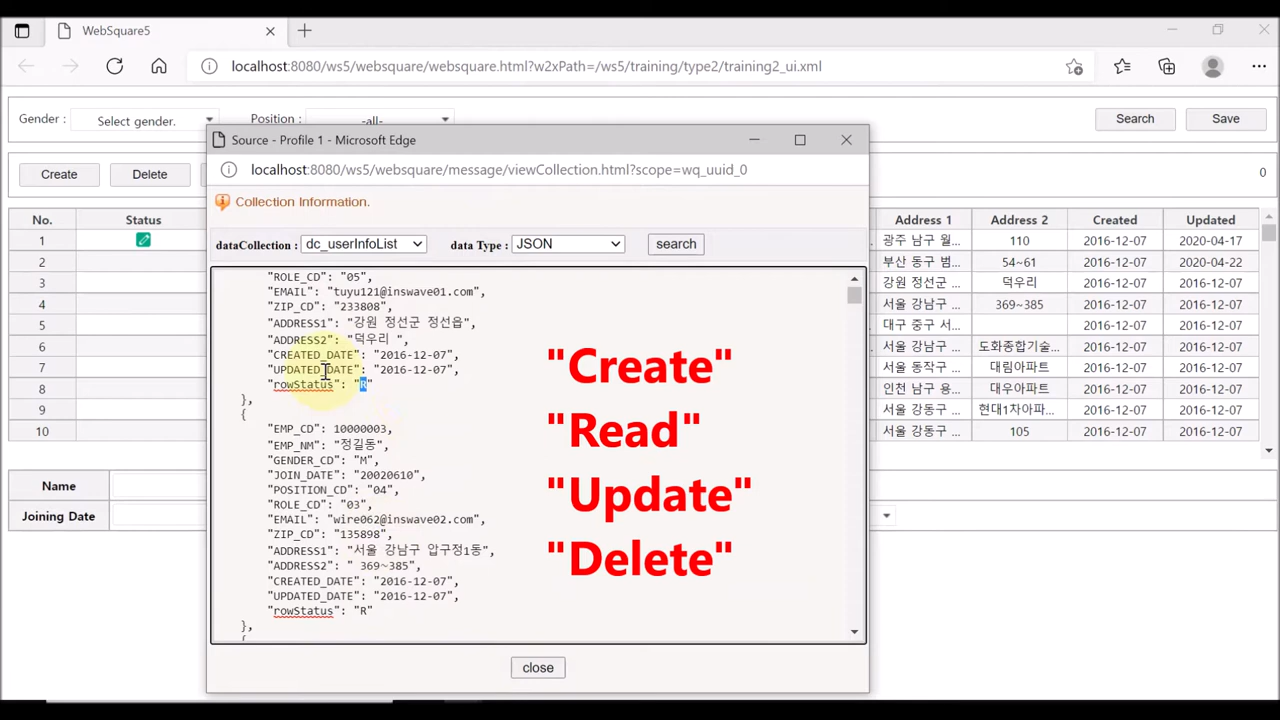 WebSquare5
localhost:8080/ws5/websquare/websquare.html?w2xPath=/ws5/training/type2/training2_ui.xml
Gender : Select gender. Position : -all- Search Save
Source - Profile 1 - Microsoft Edge
localhost:8080/ws5/websquare/message/viewCollection.html?scope=wq_uuid_0
Create Delete 0
Collection Information.
No. Status Address 1 Address 2 Created Updated
dataCollection : dc_userInfoList data Type : JSON search
1 광주 남구 월... 110 2016-12-07 2020-04-17
2 부산 동구 범... 54~61 2016-12-07 2020-04-22
3 강원 정선군 ... 덕우리 2016-12-07 2016-12-07
4 서울 강남구 ... 369~385 2016-12-07 2016-12-07
5 대구 중구 서... 2016-12-07 2016-12-07
6 서울 강남구 ... 도화종합기술... 2016-12-07 2016-12-07
7 서울 동작구 ... 대림아파트 2016-12-07 2016-12-07
8 인천 남구 ... 대우아파트 2016-12-07 2016-12-07
9 서울 강동구 ... 현대1차아파... 2016-12-07 2016-12-07
10 서울 강동구 ... 105 2016-12-07 2016-12-07
"ROLE_CD": "05",
"EMAIL": "tuyu121@inswave01.com",
"ZIP_CD": "233808",
"ADDRESS1": "강원 정선군 정선읍",
"ADDRESS2": "덕우리 ",
"CREATED_DATE": "2016-12-07",
"UPDATED_DATE": "2016-12-07",
"rowStatus": "R"
},
{
"EMP_CD": 10000003,
"EMP_NM": "정길동",
"GENDER_CD": "M",
"JOIN_DATE": "20020610",
"POSITION_CD": "04",
"ROLE_CD": "03",
"EMAIL": "wire062@inswave02.com",
"ZIP_CD": "135898",
"ADDRESS1": "서울 강남구 압구정1동",
"ADDRESS2": " 369~385",
"CREATED_DATE": "2016-12-07",
"UPDATED_DATE": "2016-12-07",
"rowStatus": "R"
},
{
"Create"
"Read"
"Update"
"Delete"
Name
Joining Date
close